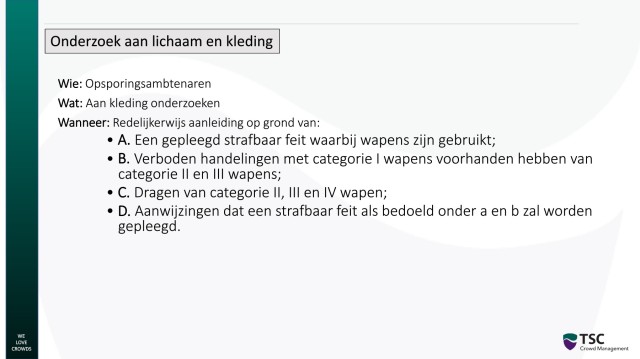 Onderzoek aan lichaam en kleding
Wie: Opsporingsambtenaren
Wat: Aan kleding onderzoeken
Wanneer: Redelijkerwijs aanleiding op grond van:
• A. Een gepleegd strafbaar feit waarbij wapens zijn gebruikt;
• B. Verboden handelingen met categorie I wapens voorhanden hebben van
categorie II en III wapens;
• C. Dragen van categorie II, III en IV wapen;
• D. Aanwijzingen dat een strafbaar feit als bedoeld onder a en b zal worden
gepleegd.
WE
LOVE
CROWDS
TSC
Crowd Management